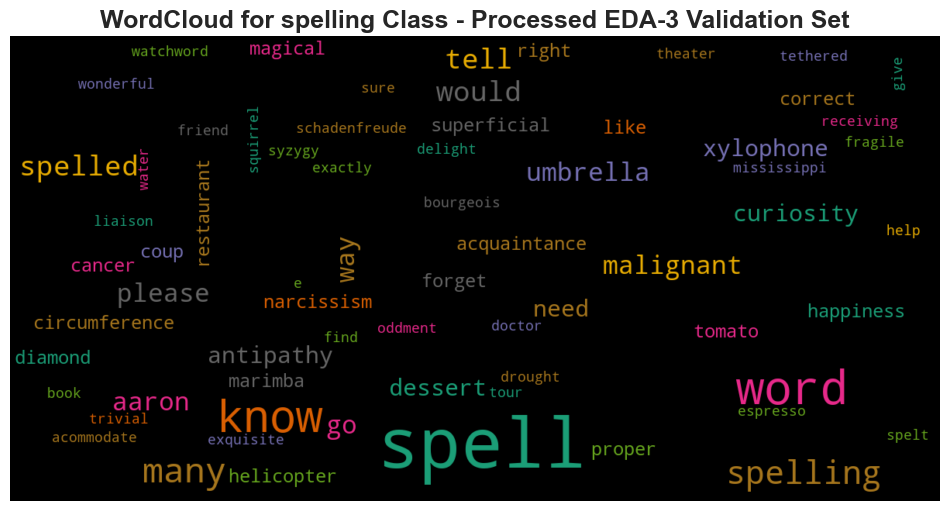 WordCloud for spelling Class - Processed EDA-3 Validation Set
watchword
magical
tell
right
theater
tethered
give
wonderful
sure
would
correct
friend
squirrel
schadenfreude
superficial
like
receiving
syzygy
delight
xylophone
fragile
spelled
water
exactly
umbrella
mississippi
restaurant
bourgeois
curiosity
liaison
help
coup
way
acquaintance
cancer
malignant
please
e
forget
narcissism
need
happiness
circumference
find
oddment
doctor
tomato
diamond
antipathy
marimba
drought
book
aaron
dessert
tour
word
trivial
know
go
espresso
acommodate
exquisite
spell
proper
spelt
many
helicopter
spelling